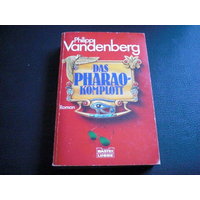 Philipp
Vandenberg
DAS
PHARAO-
KOMPLOTT
Roman
BASTEI
LÜBBE